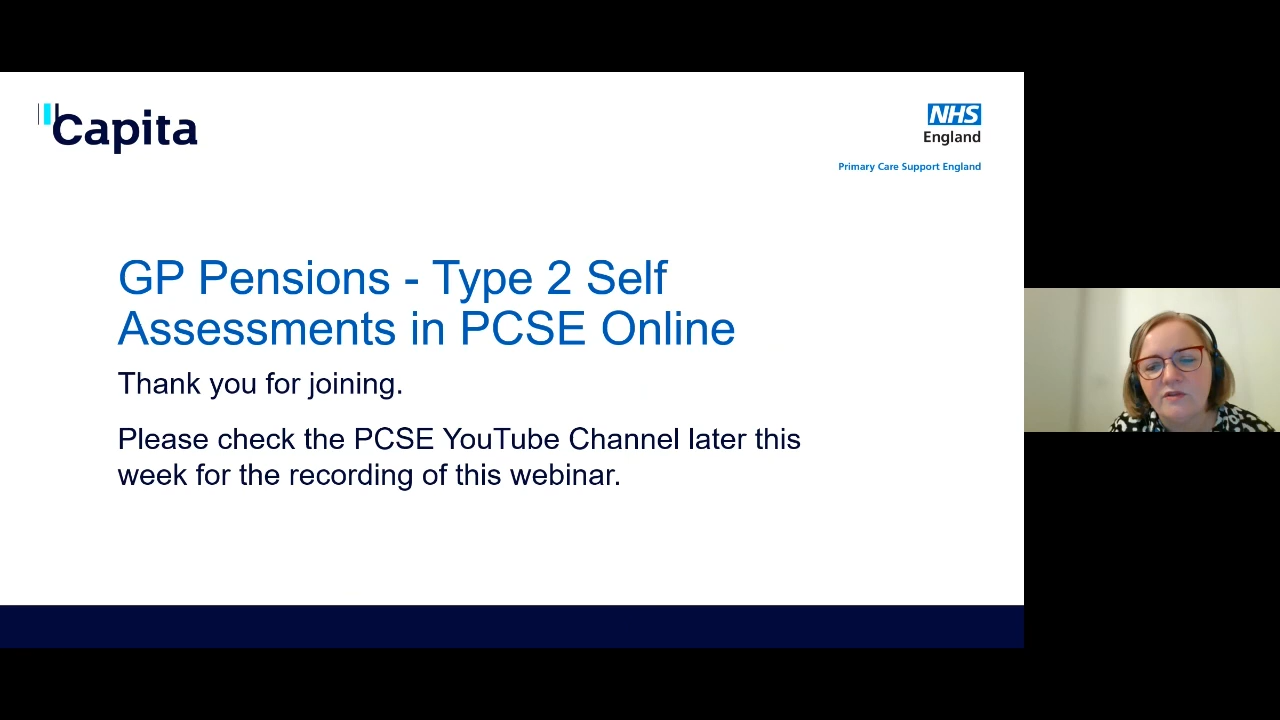 Capita
NHS
England
Primary Care Support England
GP Pensions - Type 2 Self
Assessments in PCSE Online
Thank you for joining.
Please check the PCSE YouTube Channel later this
week for the recording of this webinar.